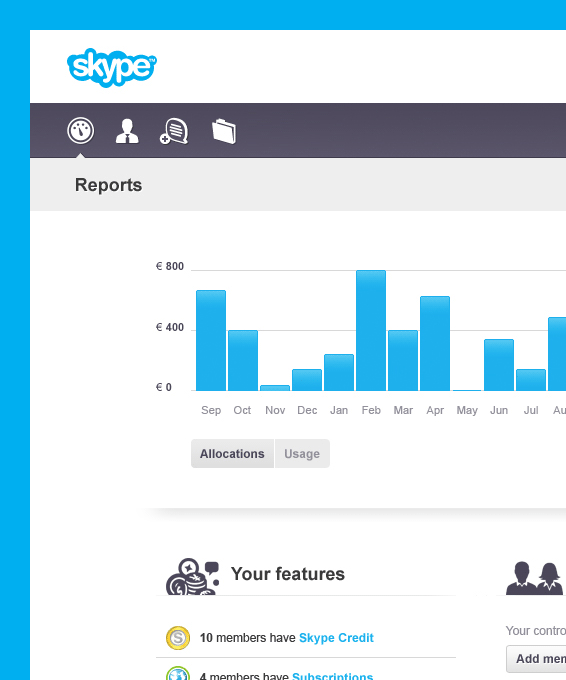 skype™
Reports
€ 800
€ 400
€ 0
Sep Oct Nov Dec Jan Feb Mar Apr May Jun Jul Au
Allocations Usage
Your features
10 members have Skype Credit
Your contro
4 members have Subscriptions
Add mem